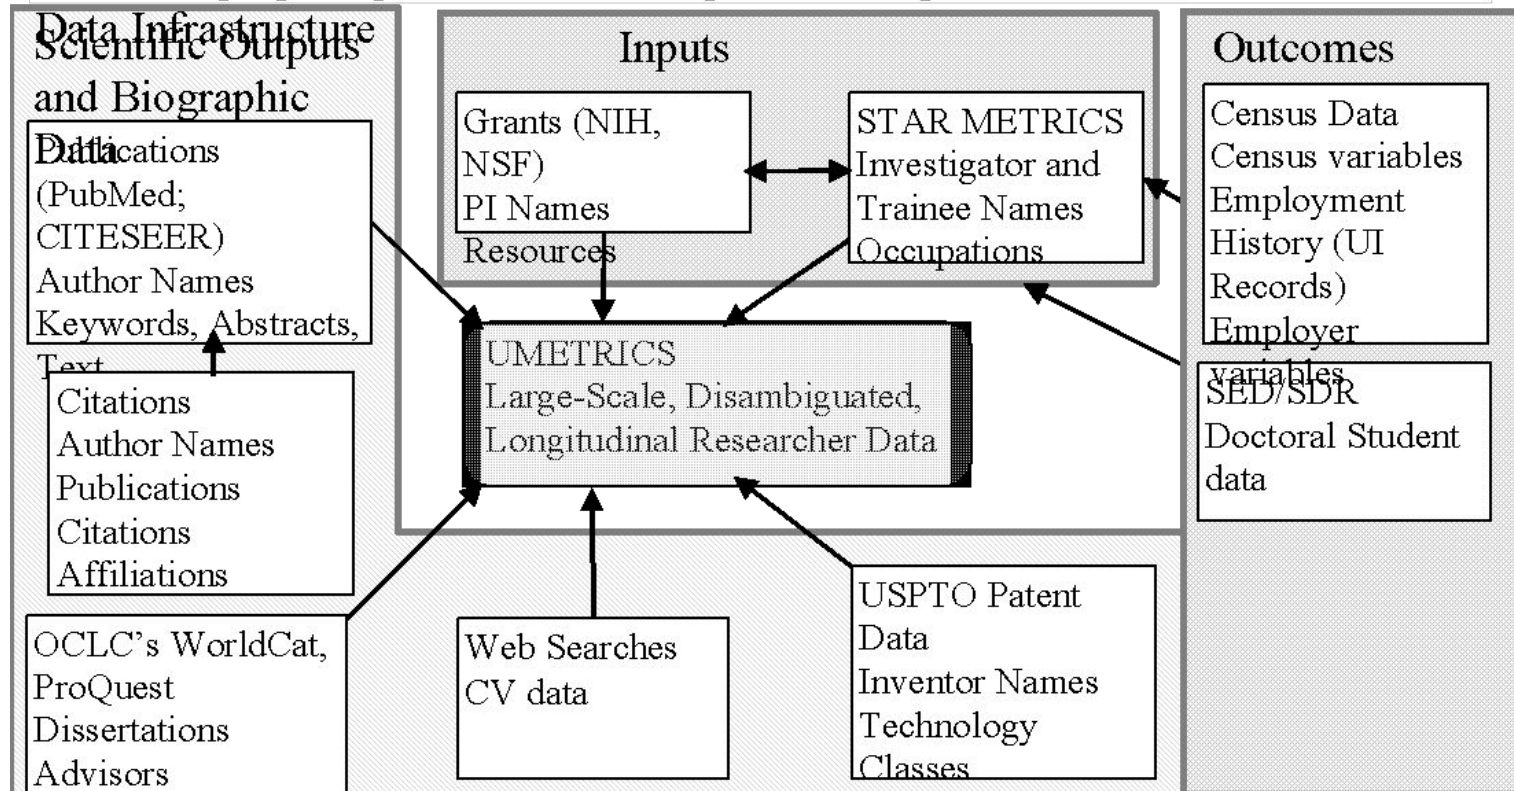 Data Infrastructure
Scientific Outputs
and Biographic
Data
Publications
(PubMed;
CITESEER)
Author Names
Keywords, Abstracts,
Text
Citations
Author Names
Publications
Citations
Affiliations
OCLC’s WorldCat,
ProQuest
Dissertations
Advisors
Inputs
Grants (NIH,
NSF)
PI Names
Resources
STAR METRICS
Investigator and
Trainee Names
Occupations
UMETRICS
Large-Scale, Disambiguated,
Longitudinal Researcher Data
Web Searches
CV data
USPTO Patent
Data
Inventor Names
Technology
Classes
Outcomes
Census Data
Census variables
Employment
History (UI
Records)
Employer
variables
SED/SDR
Doctoral Student
data